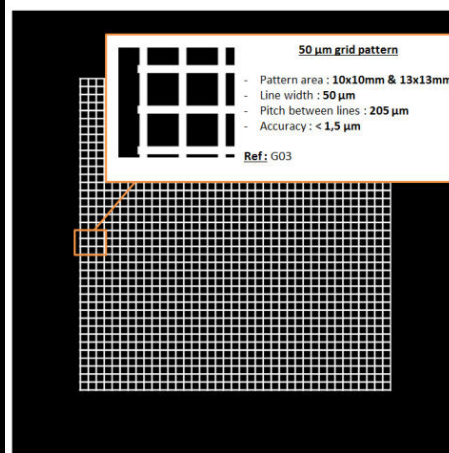 50 µm grid pattern
- Pattern area : 10x10mm & 13x13mm
- Line width : 50 µm
- Pitch between lines : 205 µm
- Accuracy : < 1,5 µm
Ref : G03